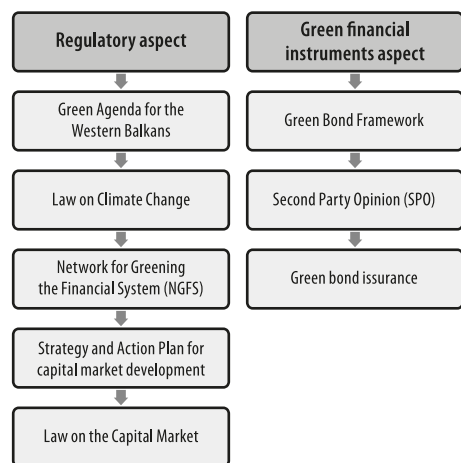 Regulatory aspect
Green Agenda for the
Western Balkans
Law on Climate Change
Network for Greening
the Financial System (NGFS)
Strategy and Action Plan for
capital market development
Law on the Capital Market
Green financial
instruments aspect
Green Bond Framework
Second Party Opinion (SPO)
Green bond issurance